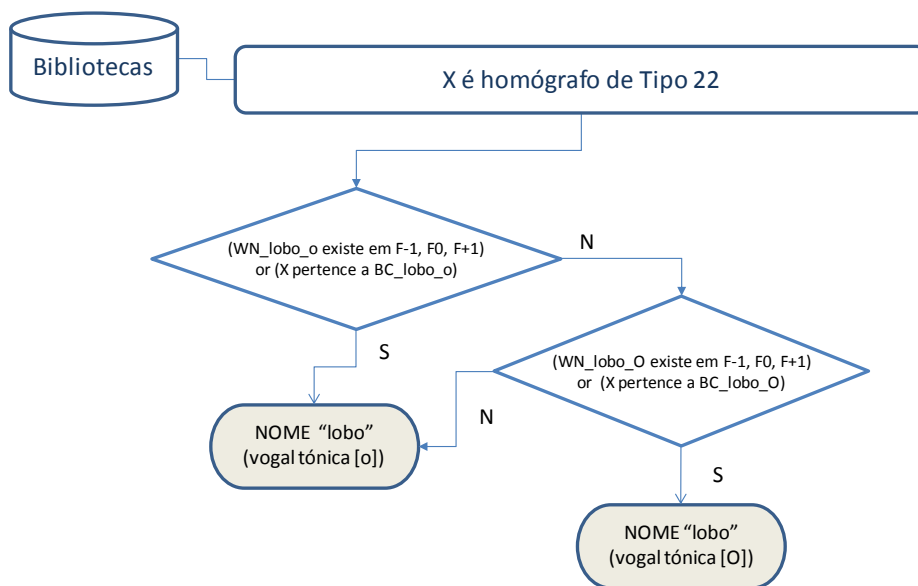 Bibliotecas
X é homógrafo de Tipo 22
(WN_lobo_o existe em F-1, F0, F+1)
or (X pertence a BC_lobo_o)
N
S
(WN_lobo_O existe em F-1, F0, F+1)
or (X pertence a BC_lobo_O)
N
NOME “lobo”
(vogal tónica [o])
S
NOME “lobo”
(vogal tónica [O])